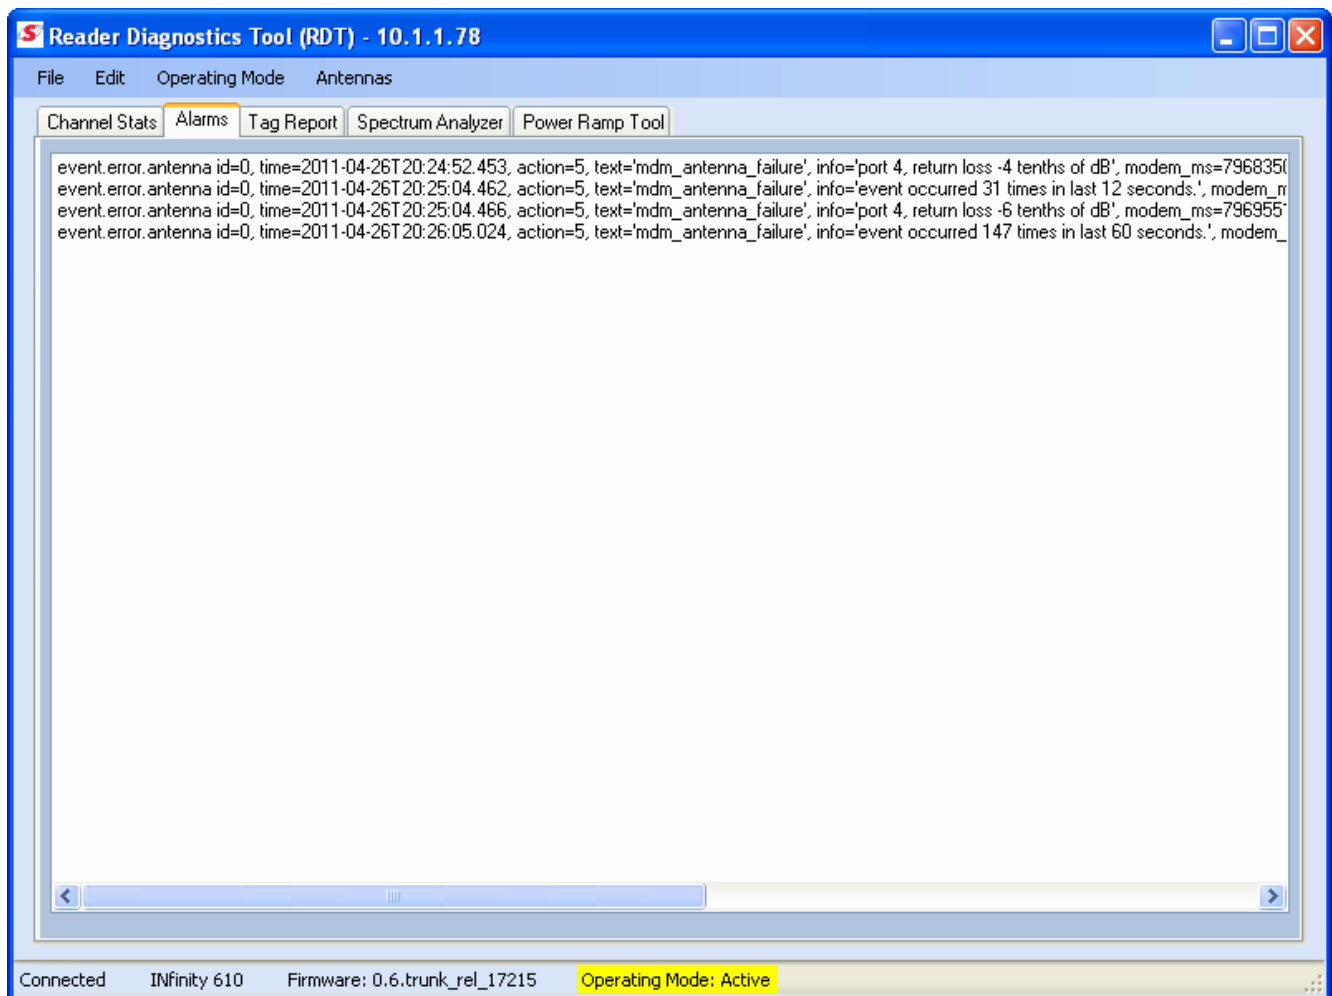 Reader Diagnostics Tool (RDT) - 10.1.1.78
File Edit Operating Mode Antennas
Channel Stats Alarms Tag Report Spectrum Analyzer Power Ramp Tool
event.error.antenna id=0, time=2011-04-26T20:24:52.453, action=5, text='mdm_antenna_failure', info='port 4, return loss -4 tenths of dB', modem_ms=796835
event.error.antenna id=0, time=2011-04-26T20:25:04.462, action=5, text='mdm_antenna_failure', info='event occurred 31 times in last 12 seconds.',
event.error.antenna id=0, time=2011-04-26T20:25:04.466, action=5, text='mdm_antenna_failure', info='port 4, return loss -6 tenths of dB', modem_ms=796955
event.error.antenna id=0, time=2011-04-26T20:26:05.024, action=5, text='mdm_antenna_failure', info='event occurred 147 times in last 60 seconds.', modem_
Connected INfinity 610 Firmware: 0.6.trunk_rel_17215 Operating Mode: Active